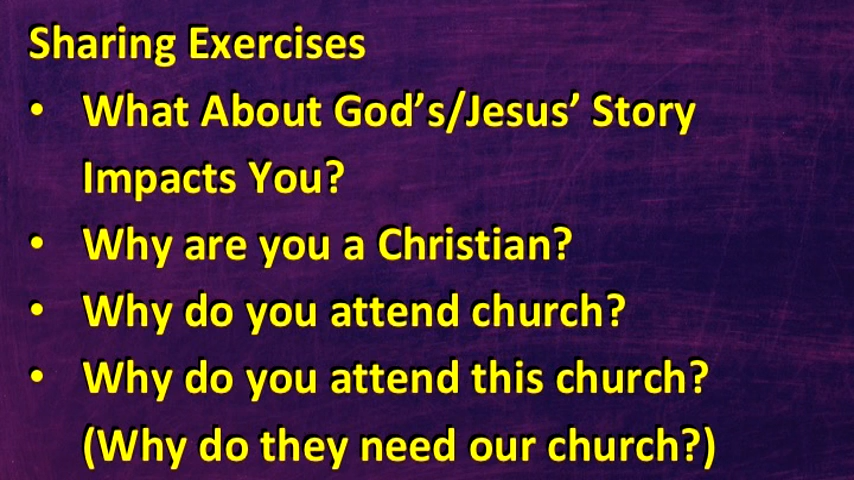 Sharing Exercises
• What About God’s/Jesus’ Story
Impacts You?
• Why are you a Christian?
• Why do you attend church?
• Why do you attend this church?
(Why do they need our church?)